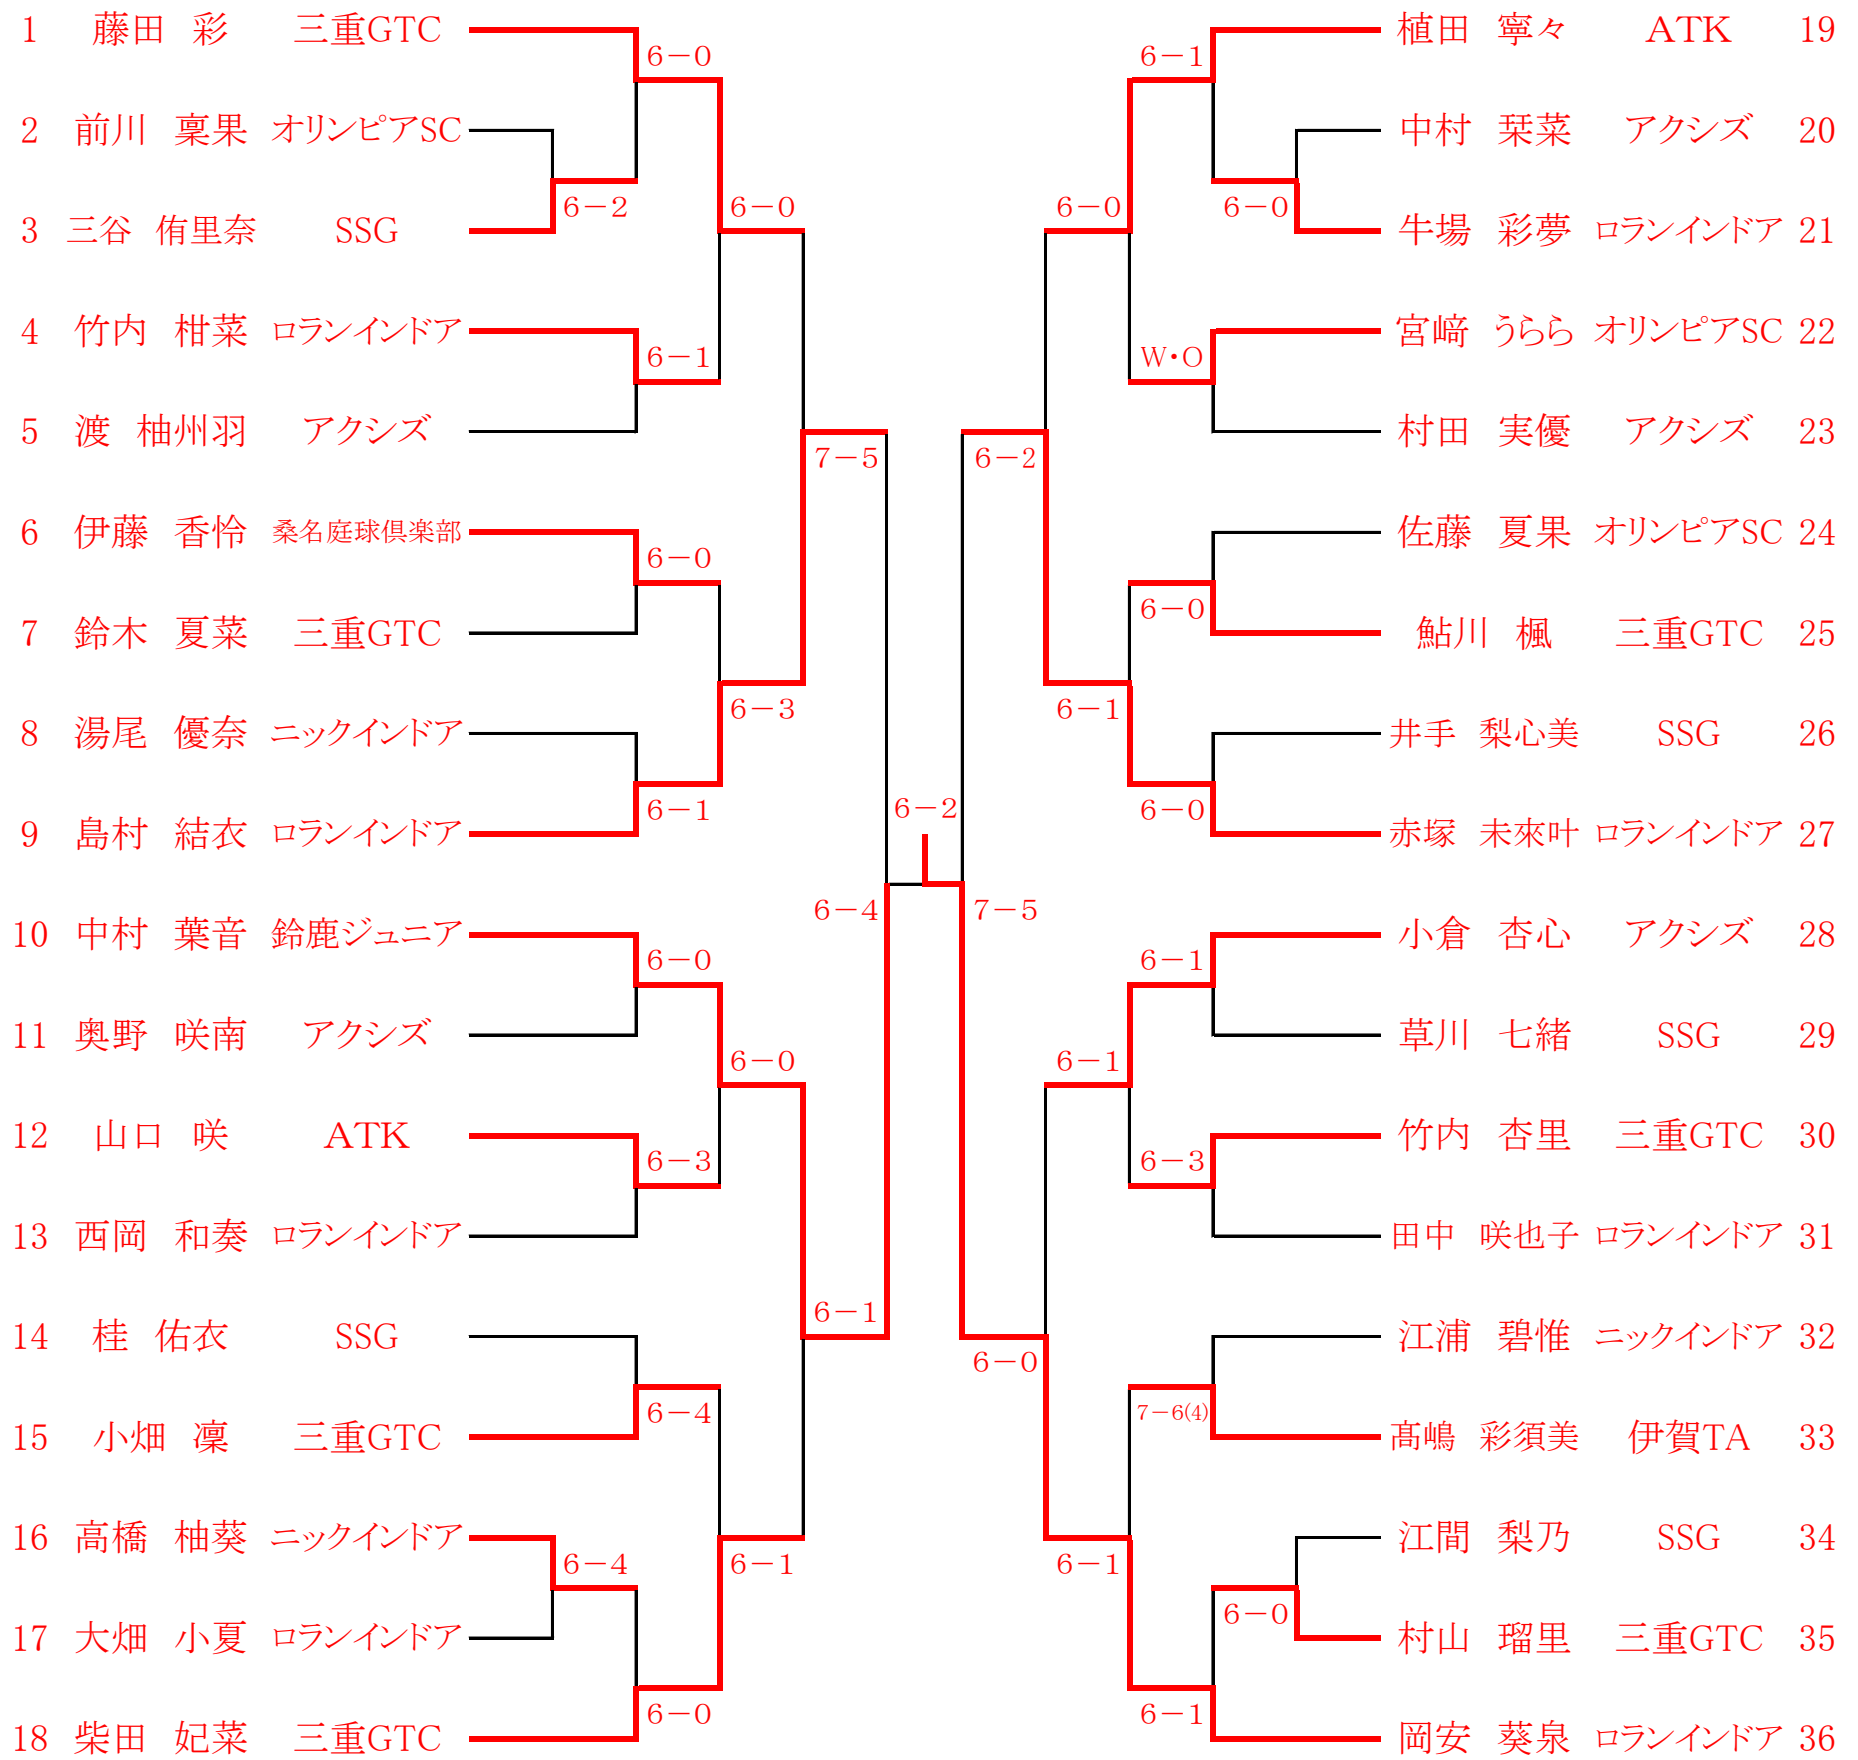 1 藤田 彩 三重GTC
6－0
2 前川 稟果 オリンピアSC
6－2
3 三谷 侑里奈 SSG
6－0
4 竹内 柑菜 ロランインドア
6－1
5 渡 柚州羽 アクシズ
7－5
6 伊藤 香怜 桑名庭球倶楽部
6－0
7 鈴木 夏菜 三重GTC
6－3
8 湯尾 優奈 ニックインドア
6－1
9 島村 結衣 ロランインドア
6－4
10 中村 葉音 鈴鹿ジュニア
6－0
11 奥野 咲南 アクシズ
6－0
12 山口 咲 ATK
6－3
13 西岡 和奏 ロランインドア
6－1
14 桂 佑衣 SSG
6－4
15 小畑 凜 三重GTC
16 高橋 柚葵 ニックインドア
6－4
6－1
17 大畑 小夏 ロランインドア
6－0
18 柴田 妃菜 三重GTC
6－2
植田 寧々 ATK 19
6－1
中村 栞菜 アクシズ 20
6－0
牛場 彩夢 ロランインドア 21
6－0
宮﨑 うらら オリンピアSC 22
W・O
村田 実優 アクシズ 23
6－2
佐藤 夏果 オリンピアSC 24
6－0
鮎川 楓 三重GTC 25
6－1
井手 梨心美 SSG 26
6－0
赤塚 未來叶 ロランインドア 27
7－5
小倉 杏心 アクシズ 28
6－1
草川 七緒 SSG 29
6－1
竹内 杏里 三重GTC 30
6－3
田中 咲也子 ロランインドア 31
6－0
江浦 碧惟 ニックインドア 32
7－6(4)
髙嶋 彩須美 伊賀TA 33
江間 梨乃 SSG 34
6－1
6－0
村山 瑠里 三重GTC 35
6－1
岡安 葵泉 ロランインドア 36